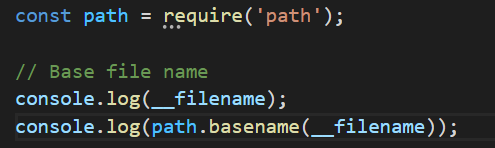 const path = require('path');
// Base file name
console.log(__filename);
console.log(path.basename(__filename));